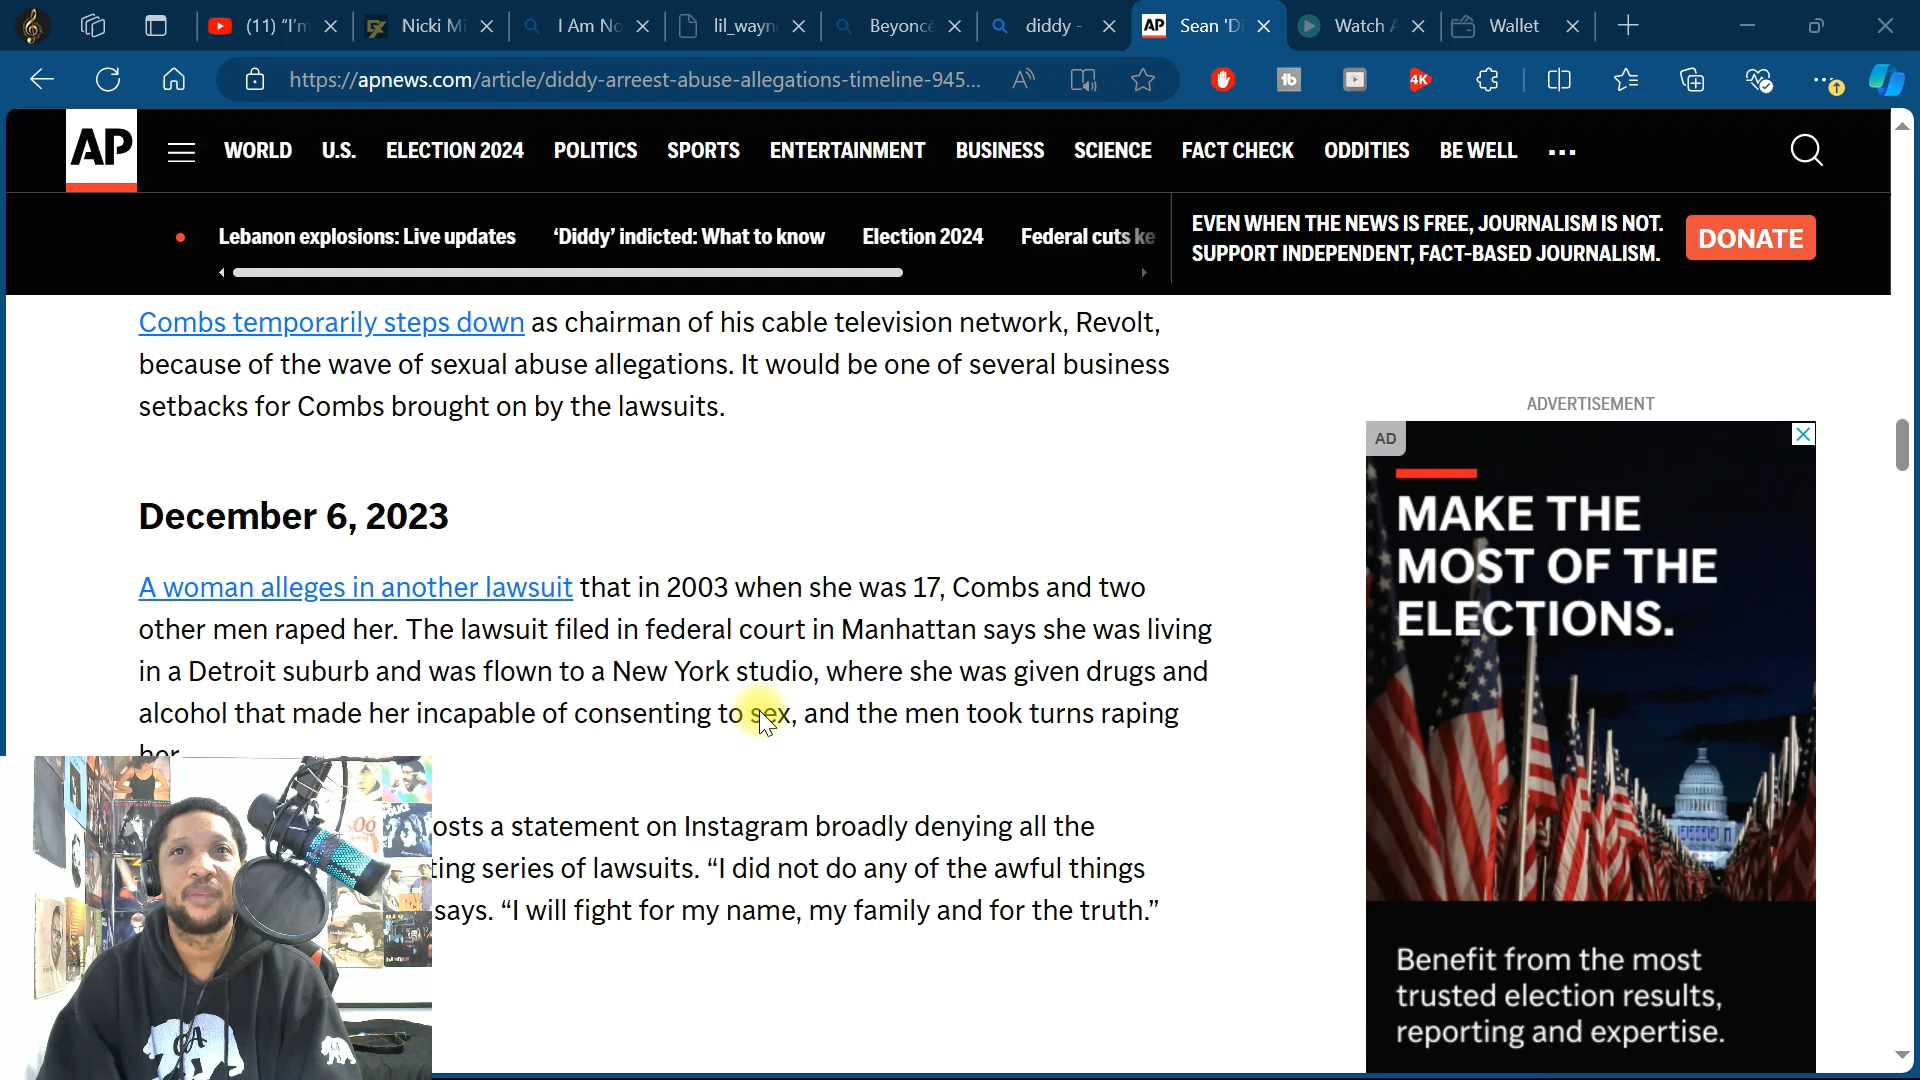 (11) "I'm
Nicki Mi
I Am No
lil_wayn
Beyoncé
diddy -
AP
Sean 'Di
Watch A
Wallet
https://apnews.com/article/diddy-arreest-abuse-allegations-timeline-945...
AP
WORLD
U.S.
ELECTION 2024
POLITICS
SPORTS
ENTERTAINMENT
BUSINESS
SCIENCE
FACT CHECK
ODDITIES
BE WELL
Lebanon explosions: Live updates
'Diddy' indicted: What to know
Election 2024
Federal cuts ke
EVEN WHEN THE NEWS IS FREE, JOURNALISM IS NOT.
SUPPORT INDEPENDENT, FACT-BASED JOURNALISM.
DONATE
Combs temporarily steps down as chairman of his cable television network, Revolt,
because of the wave of sexual abuse allegations. It would be one of several business
setbacks for Combs brought on by the lawsuits.
December 6, 2023
A woman alleges in another lawsuit that in 2003 when she was 17, Combs and two
other men raped her. The lawsuit filed in federal court in Manhattan says she was living
in a Detroit suburb and was flown to a New York studio, where she was given drugs and
alcohol that made her incapable of consenting to sex, and the men took turns raping
her.
osts a statement on Instagram broadly denying all the
ting series of lawsuits. “I did not do any of the awful things
says. “I will fight for my name, my family and for the truth.”
ADVERTISEMENT
AD
MAKE THE
MOST OF THE
ELECTIONS.
Benefit from the most
trusted election results,
reporting and expertise.